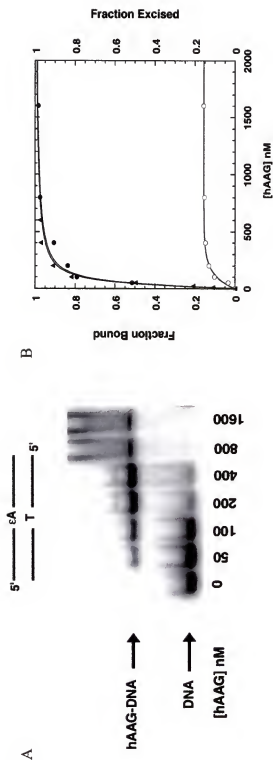 A
5'
εA
T
5'
hAAG-DNA
DNA
[hAAG] nM
0 50 100 200 400 800 1600
B
Fraction Bound
Fraction Excised
1
0.8
0.6
0.4
0.2
0
1
0.8
0.6
0.4
0.2
0
0 500 1000 1500 2000
[hAAG] nM